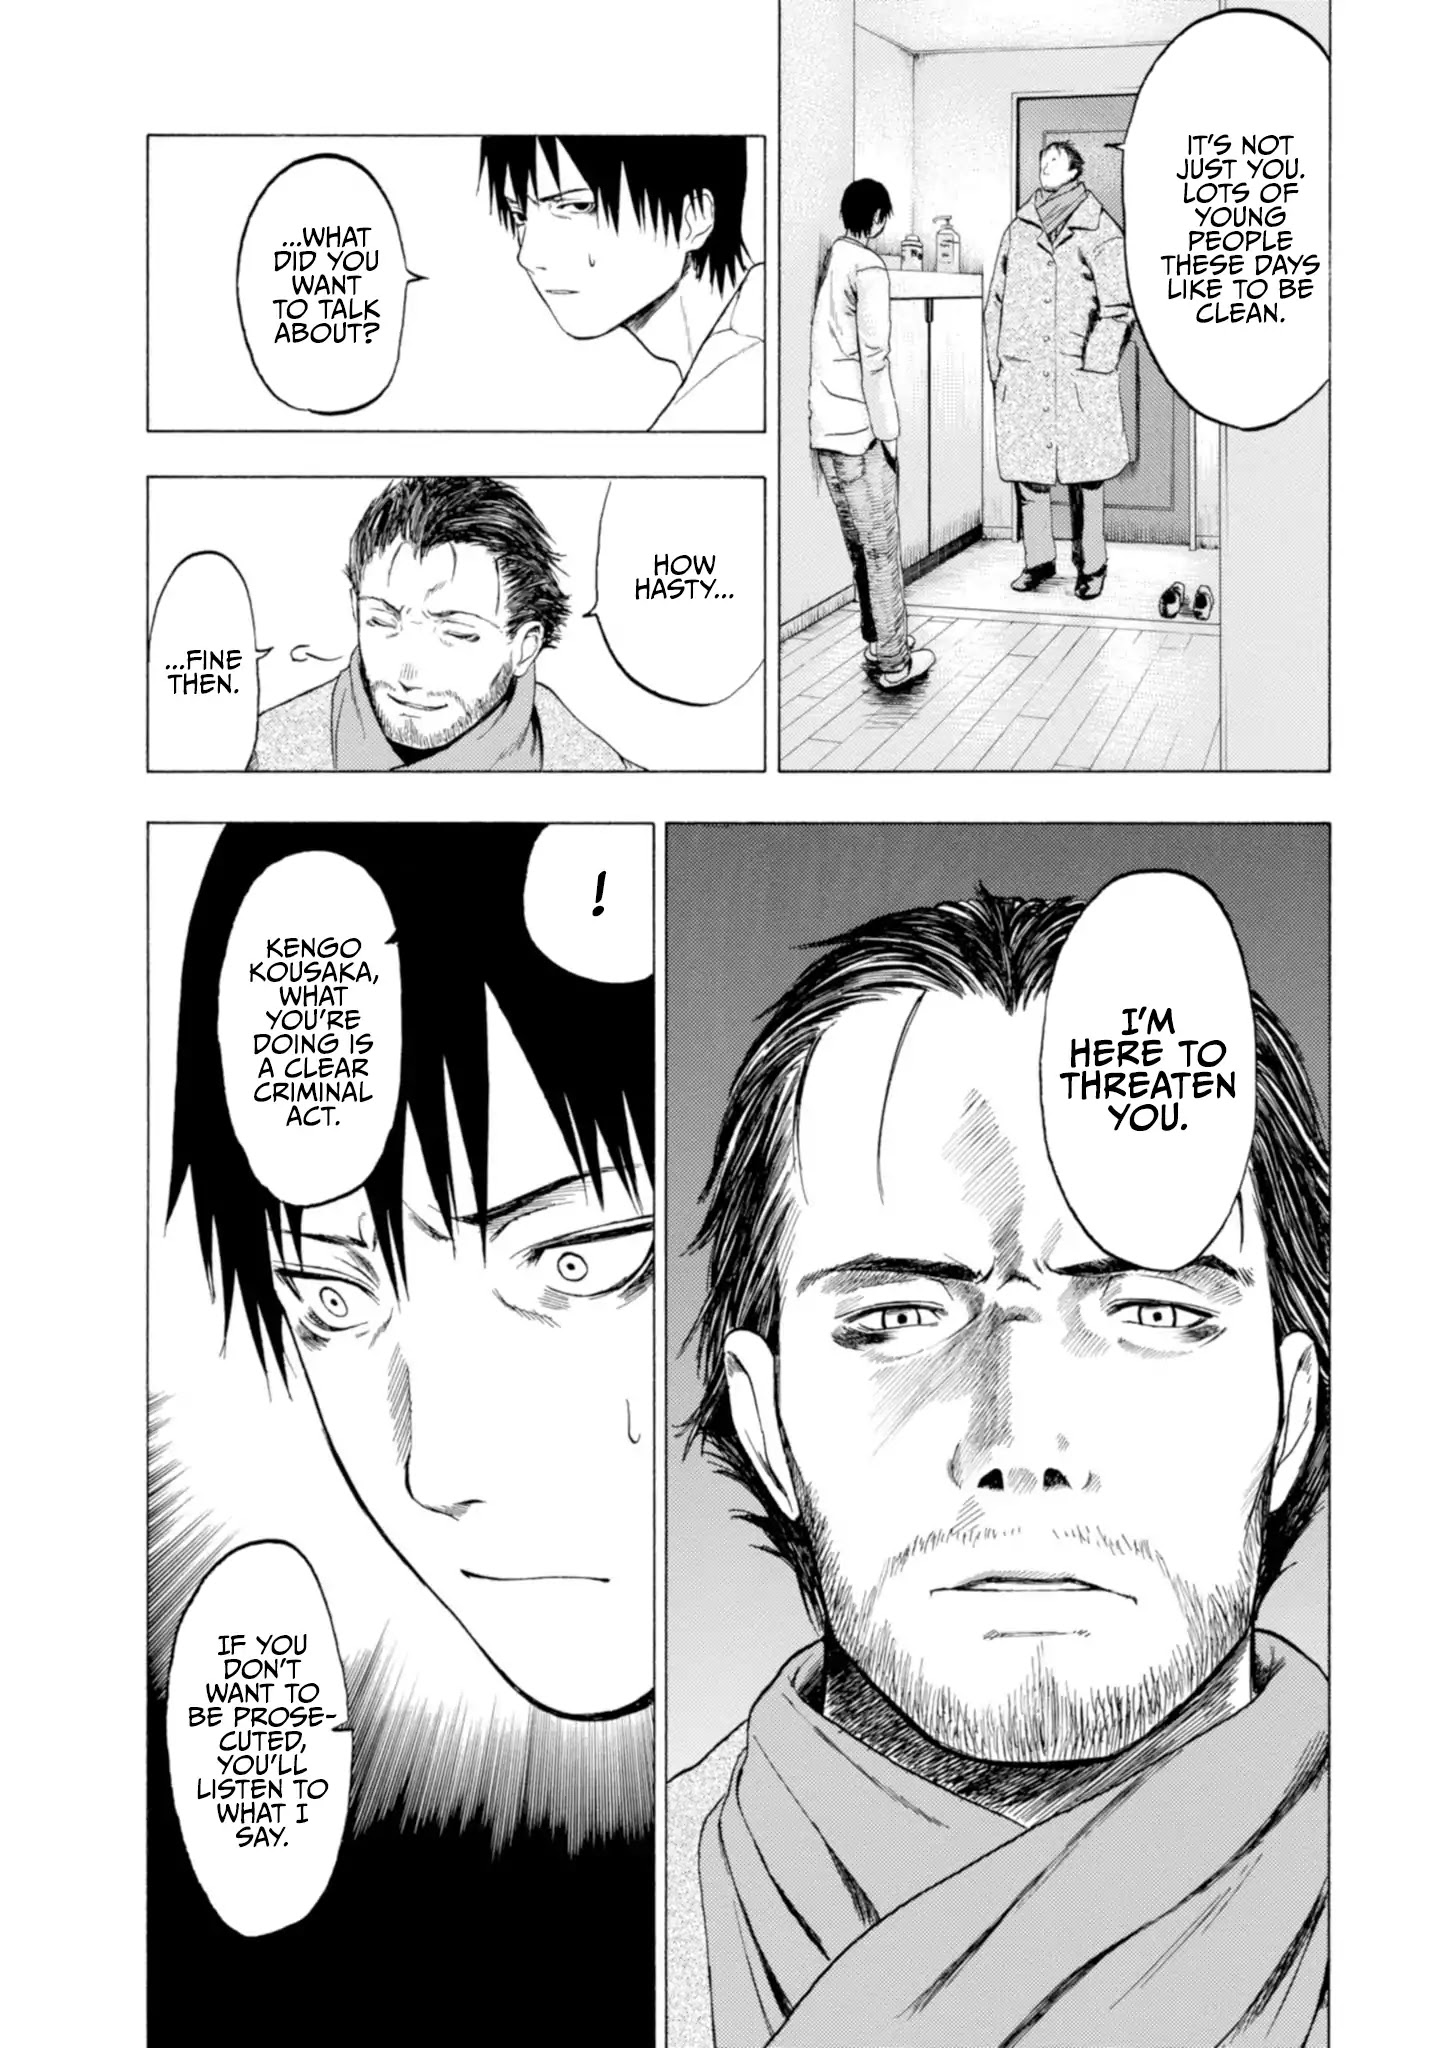 IT'S NOT
JUST YOU.
LOTS OF
YOUNG
PEOPLE
THESE DAYS
LIKE TO BE
CLEAN.
...WHAT
DID YOU
WANT
TO TALK
ABOUT?
HOW
HASTY...
...FINE
THEN.
I'M
HERE TO
THREATEN
YOU.
!
KENGO
KOUSAKA,
WHAT
YOU'RE
DOING IS
A CLEAR
CRIMINAL
ACT.
IF YOU
DON'T
WANT TO
BE PROSE-
CUTED,
YOU'LL
LISTEN TO
WHAT I
SAY.